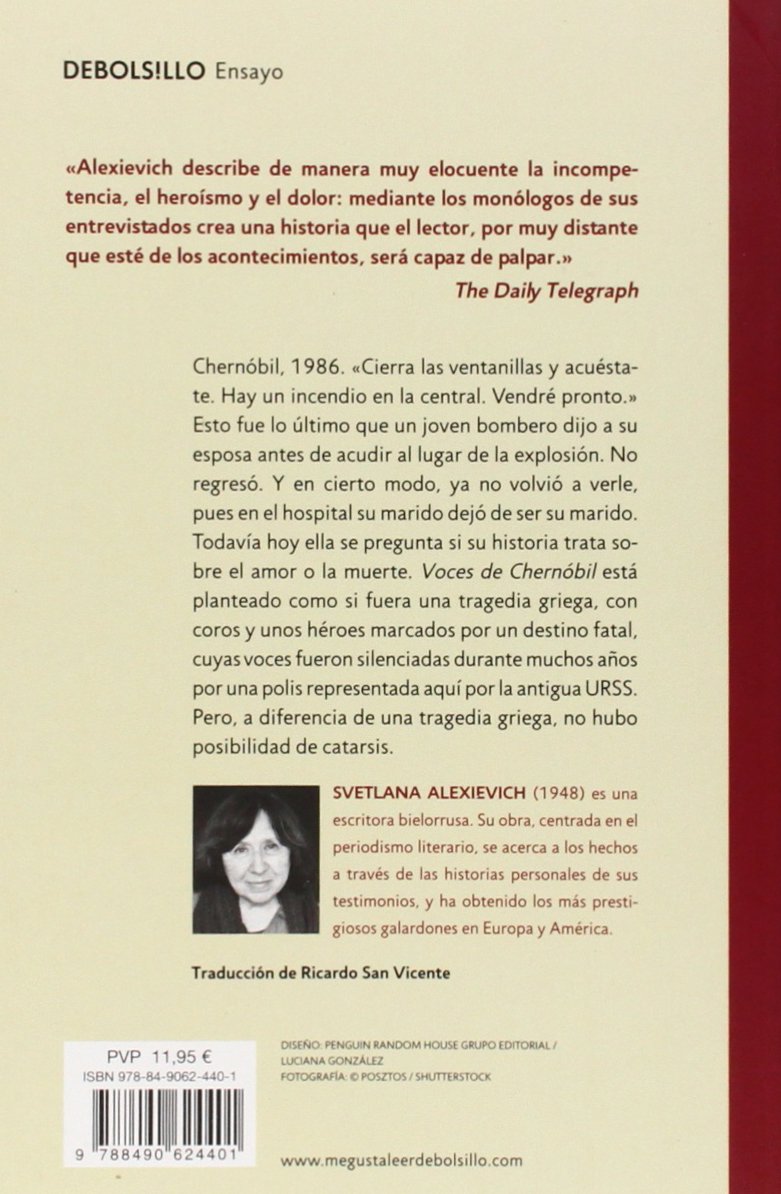 DEBOLS!LLO Ensayo
«Alexievich describe de manera muy elocuente la incompe-
tencia, el heroísmo y el dolor: mediante los monólogos de sus
entrevistados crea una historia que el lector, por muy distante
que esté de los acontecimientos, será capaz de palpar.»
The Daily Telegraph
Chernóbil, 1986. «Cierra las ventanillas y acuésta-
te. Hay un incendio en la central. Vendré pronto.»
Esto fue lo último que un joven bombero dijo a su
esposa antes de acudir al lugar de la explosión. No
regresó. Y en cierto modo, ya no volvió a verle,
pues en el hospital su marido dejó de ser su marido.
Todavía hoy ella se pregunta si su historia trata so-
bre el amor o la muerte. Voces de Chernóbil está
planteado como si fuera una tragedia griega, con
coros y unos héroes marcados por un destino fatal,
cuyas voces fueron silenciadas durante muchos años
por una polis representada aquí por la antigua URSS.
Pero, a diferencia de una tragedia griega, no hubo
posibilidad de catarsis.
SVETLANA ALEXIEVICH (1948) es una
escritora bielorrusa. Su obra, centrada en el
periodismo literario, se acerca a los hechos
a través de las historias personales de sus
testimonios, y ha obtenido los más presti-
giosos galardones en Europa y América.
Traducción de Ricardo San Vicente
PVP 11,95 €
ISBN 978-84-9062-440-1
9 788490 624401
DISEÑO: PENGUIN RANDOM HOUSE GRUPO EDITORIAL /
LUCIANA GONZÁLEZ
FOTOGRAFÍA: © POSZTOS / SHUTTERSTOCK
www.megustaleerdebolsillo.com